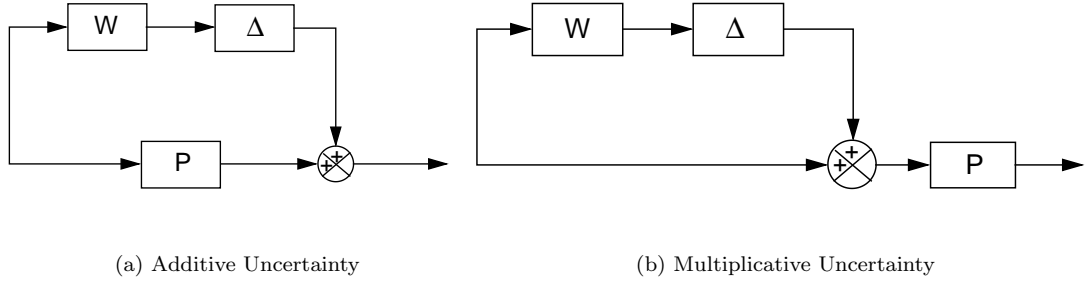 W Δ W Δ
P + + + + P
(a) Additive Uncertainty (b) Multiplicative Uncertainty